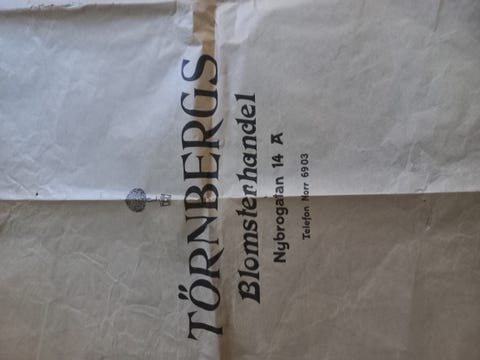 TÖRNBERGS
Blomsterhandel
Nybrogatan 14 A
Telefon Norr 6903